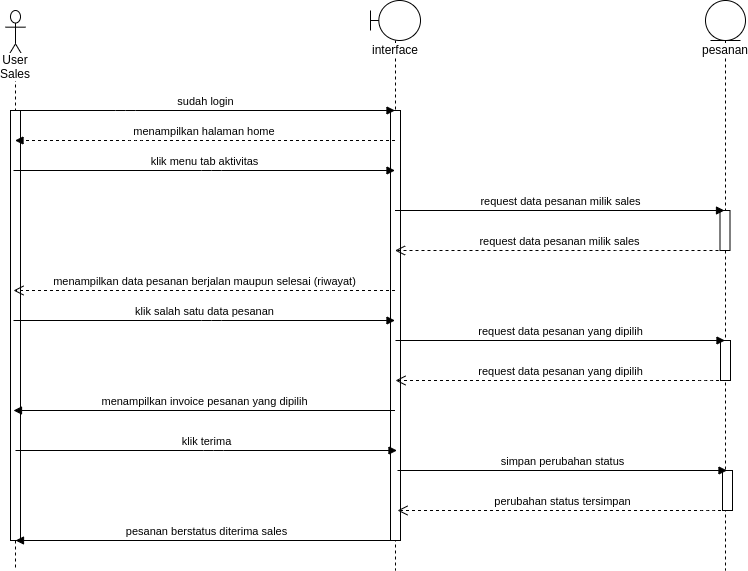 User
Sales
interface
pesanan
sudah login
menampilkan halaman home
klik menu tab aktivitas
request data pesanan milik sales
request data pesanan milik sales
menampilkan data pesanan berjalan maupun selesai (riwayat)
klik salah satu data pesanan
request data pesanan yang dipilih
request data pesanan yang dipilih
menampilkan invoice pesanan yang dipilih
klik terima
simpan perubahan status
perubahan status tersimpan
pesanan berstatus diterima sales